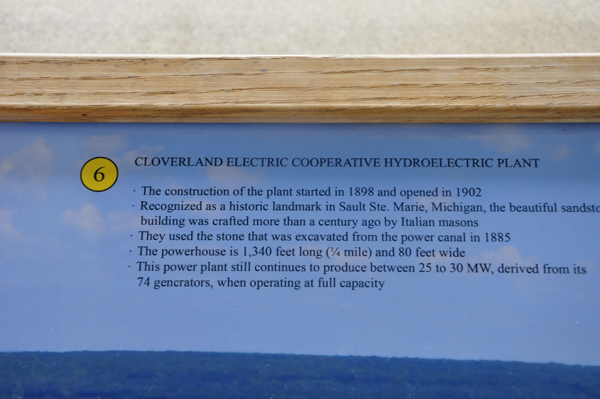 6
CLOVERLAND ELECTRIC COOPERATIVE HYDROELECTRIC PLANT
· The construction of the plant started in 1898 and opened in 1902
· Recognized as a historic landmark in Sault Ste. Marie, Michigan, the beautiful sandsto
building was crafted more than a century ago by Italian masons
· They used the stone that was excavated from the power canal in 1885
· The powerhouse is 1,340 feet long (¼ mile) and 80 feet wide
· This power plant still continues to produce between 25 to 30 MW, derived from its
74 generators, when operating at full capacity